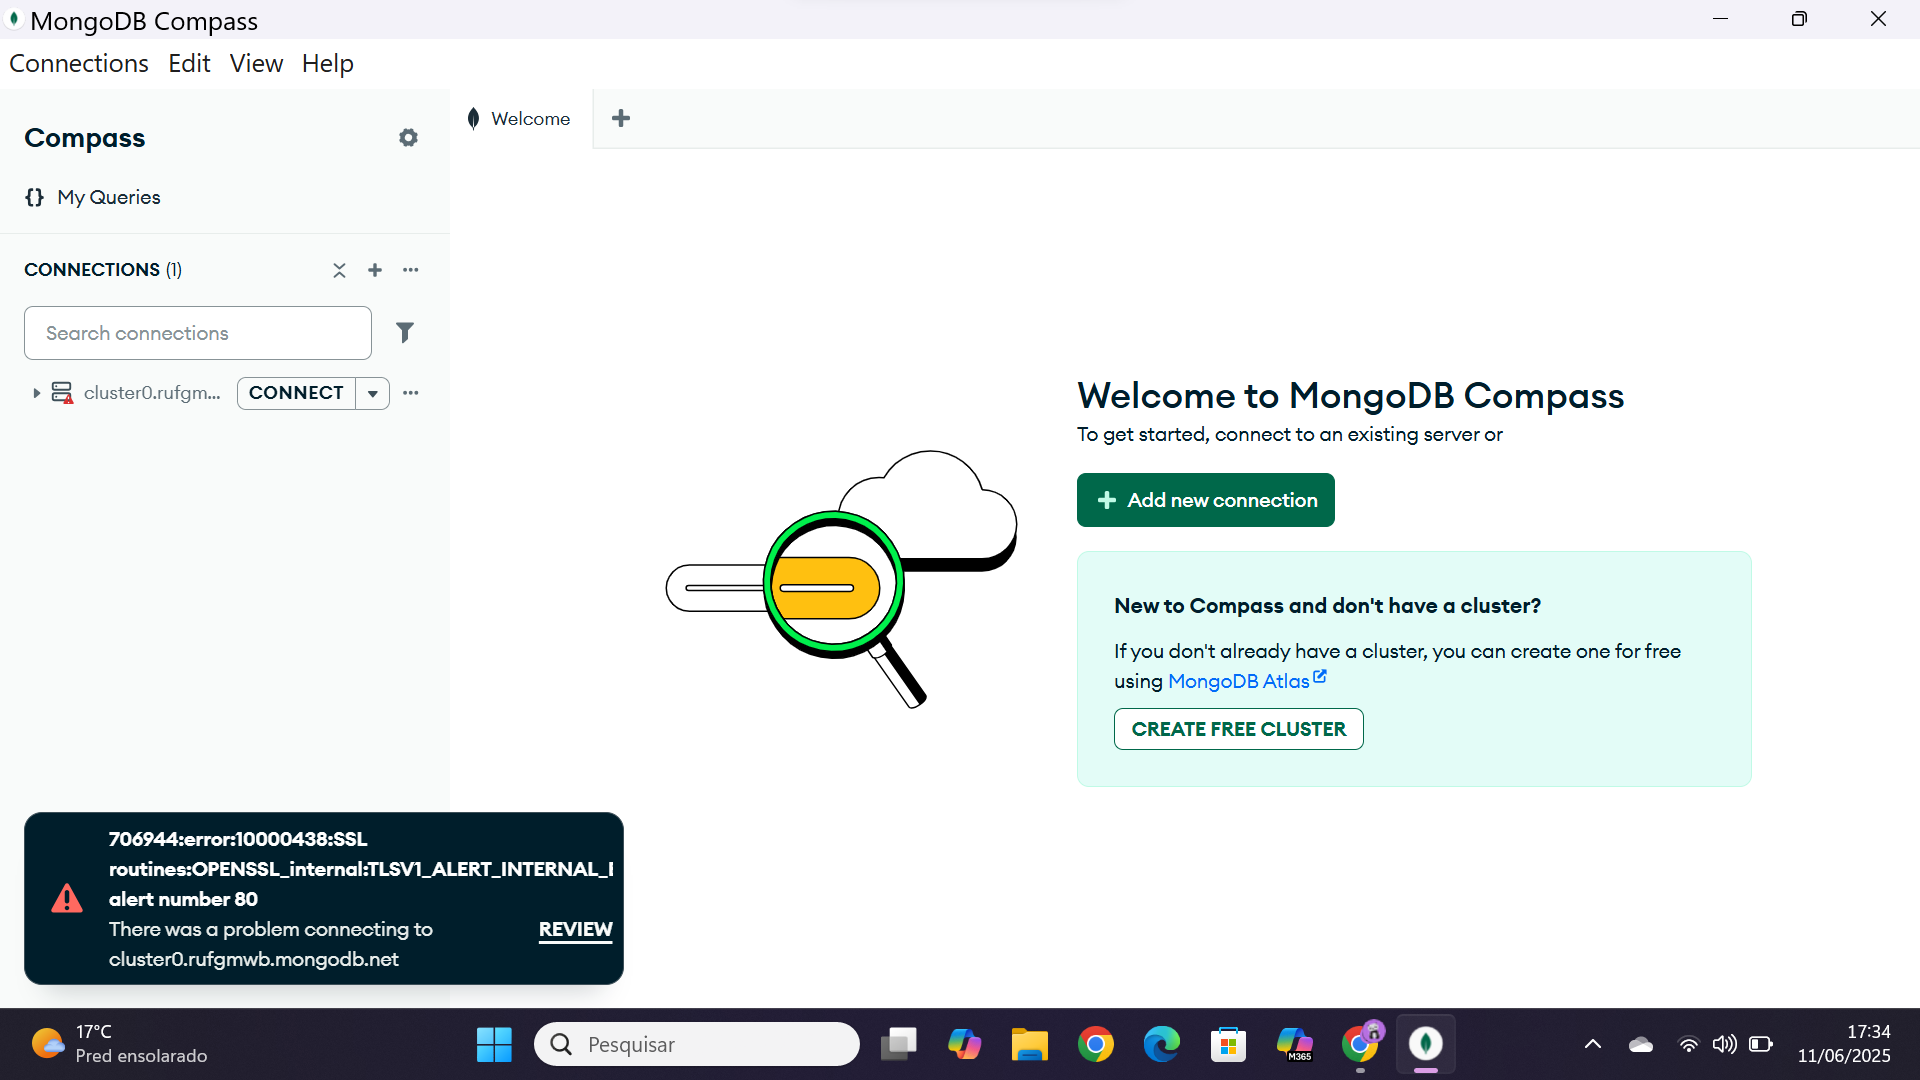 MongoDB Compass
Connections Edit View Help
Compass
{} My Queries
CONNECTIONS (1)
Search connections
cluster0.rufgm... CONNECT
Welcome
Welcome to MongoDB Compass
To get started, connect to an existing server or
+ Add new connection
New to Compass and don't have a cluster?
If you don't already have a cluster, you can create one for free
using MongoDB Atlas
CREATE FREE CLUSTER
706944:error:10000438:SSL
routines:OPENSSL_internal:TLSV1_ALERT_INTERNAL_
alert number 80
There was a problem connecting to
cluster0.rufgmwb.mongodb.net
REVIEW
17°C
Pred ensolarado
Pesquisar
M365
17:34
11/06/2025